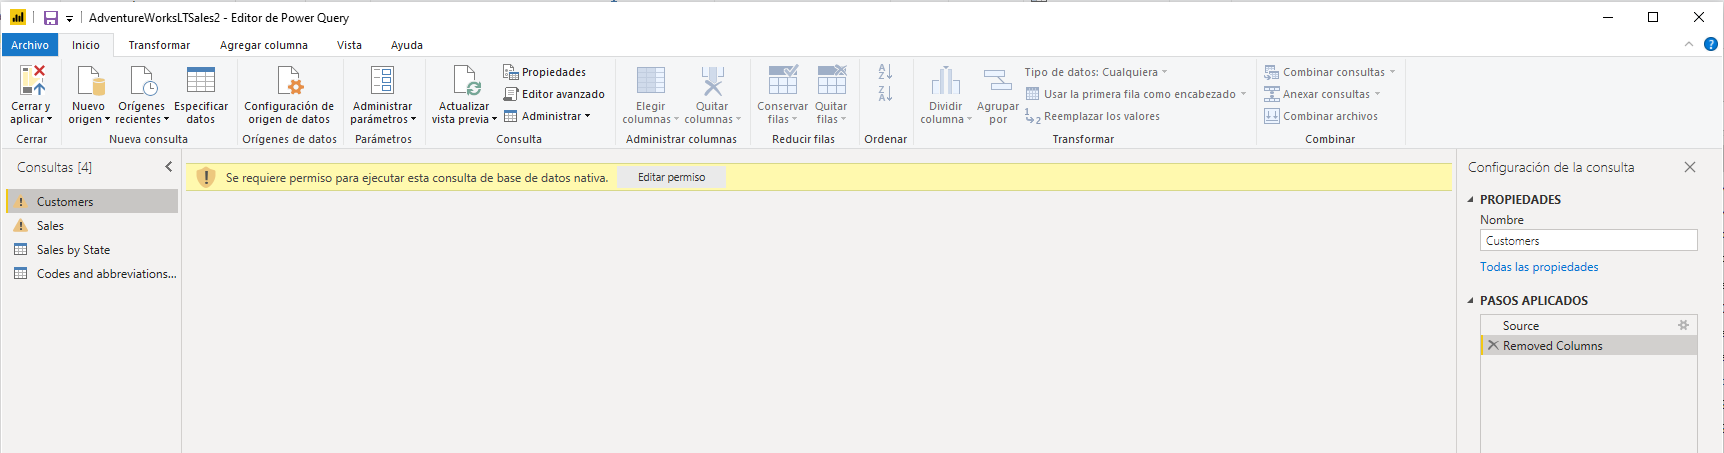 AdventureWorksLTSales2 - Editor de Power Query
Archivo Inicio Transformar Agregar columna Vista Ayuda
Cerrar y aplicar
Nuevo origen
Orígenes recientes
Especificar datos
Configuración de origen de datos
Administrar parámetros
Actualizar vista previa
Propiedades
Editor avanzado
Administrar
Elegir columnas
Quitar columnas
Conservar filas
Quitar filas
A
Z
Z
A
Dividir columna
Agrupar por
Tipo de datos: Cualquiera
Usar la primera fila como encabezado
1
2
Reemplazar los valores
Combinar consultas
Anexar consultas
Combinar archivos
Cerrar
Nueva consulta
Orígenes de datos
Parámetros
Consulta
Administrar columnas
Reducir filas
Ordenar
Transformar
Combinar
Consultas [4]
Customers
Sales
Sales by State
Codes and abbreviations...
Se requiere permiso para ejecutar esta consulta de base de datos nativa. Editar permiso
Configuración de la consulta
PROPIEDADES
Nombre
Customers
Todas las propiedades
PASOS APLICADOS
Source
Removed Columns